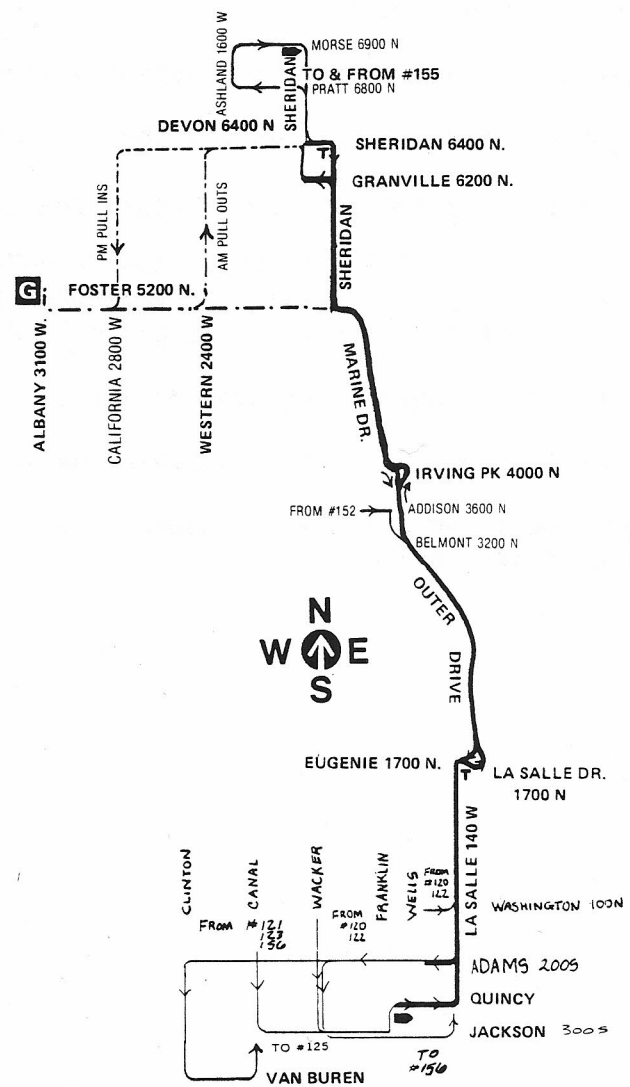 ASHLAND 1600 W
MORSE 6900 N
SHERIDAN
TO & FROM #155
PRATT 6800 N
DEVON 6400 N
T
SHERIDAN 6400 N.
GRANVILLE 6200 N.
PM PULL INS
AM PULL OUTS
SHERIDAN
G
FOSTER 5200 N.
ALBANY 3100 W.
CALIFORNIA 2800 W
WESTERN 2400 W
MARINE DR.
IRVING PK 4000 N
FROM #152
ADDISON 3600 N
BELMONT 3200 N
OUTER
DRIVE
N
W E
S
EUGENIE 1700 N.
T
LA SALLE DR.
1700 N
LA SALLE 140 W
CLINTON
CANAL
WACKER
FRANKLIN
WELLS
FROM
#120
122
WASHINGTON 100N
FROM #121
123
156
FROM
#120
122
ADAMS 200S
QUINCY
JACKSON 300S
TO #125
TO
#156
VAN BUREN